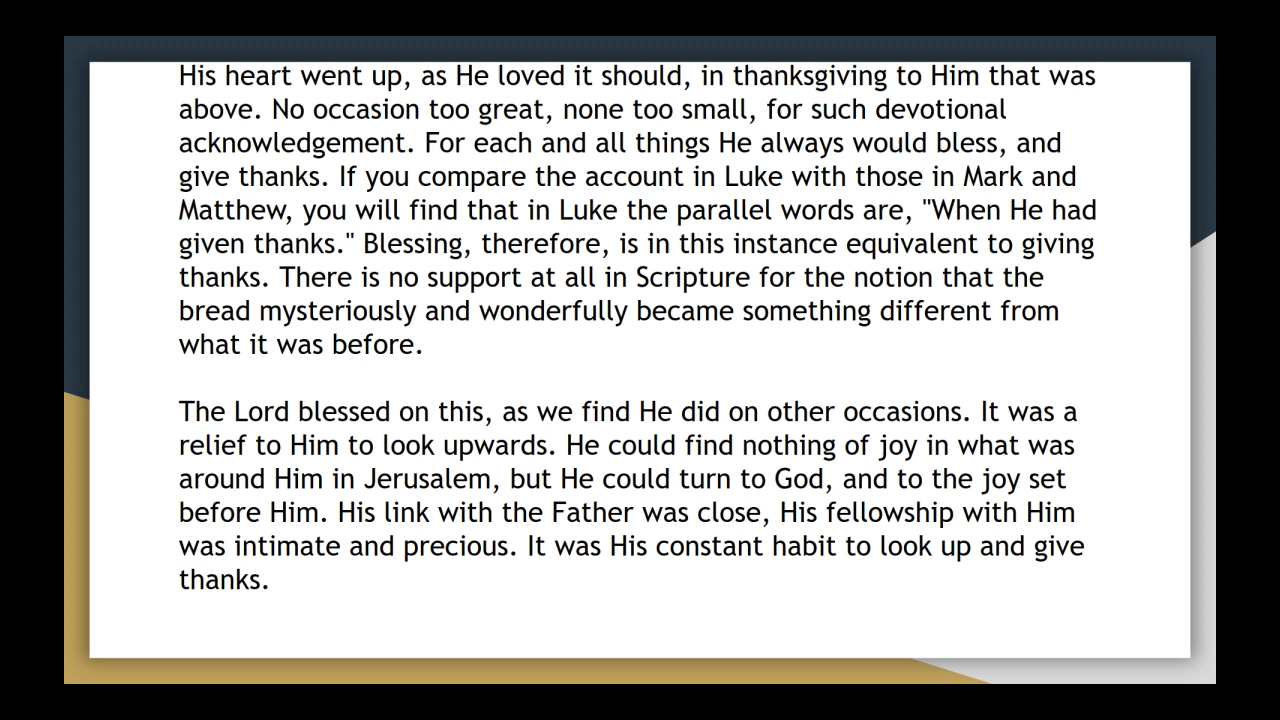 His heart went up, as He loved it should, in thanksgiving to Him that was
above. No occasion too great, none too small, for such devotional
acknowledgement. For each and all things He always would bless, and
give thanks. If you compare the account in Luke with those in Mark and
Matthew, you will find that in Luke the parallel words are, "When He had
given thanks." Blessing, therefore, is in this instance equivalent to giving
thanks. There is no support at all in Scripture for the notion that the
bread mysteriously and wonderfully became something different from
what it was before.
The Lord blessed on this, as we find He did on other occasions. It was a
relief to Him to look upwards. He could find nothing of joy in what was
around Him in Jerusalem, but He could turn to God, and to the joy set
before Him. His link with the Father was close, His fellowship with Him
was intimate and precious. It was His constant habit to look up and give
thanks.